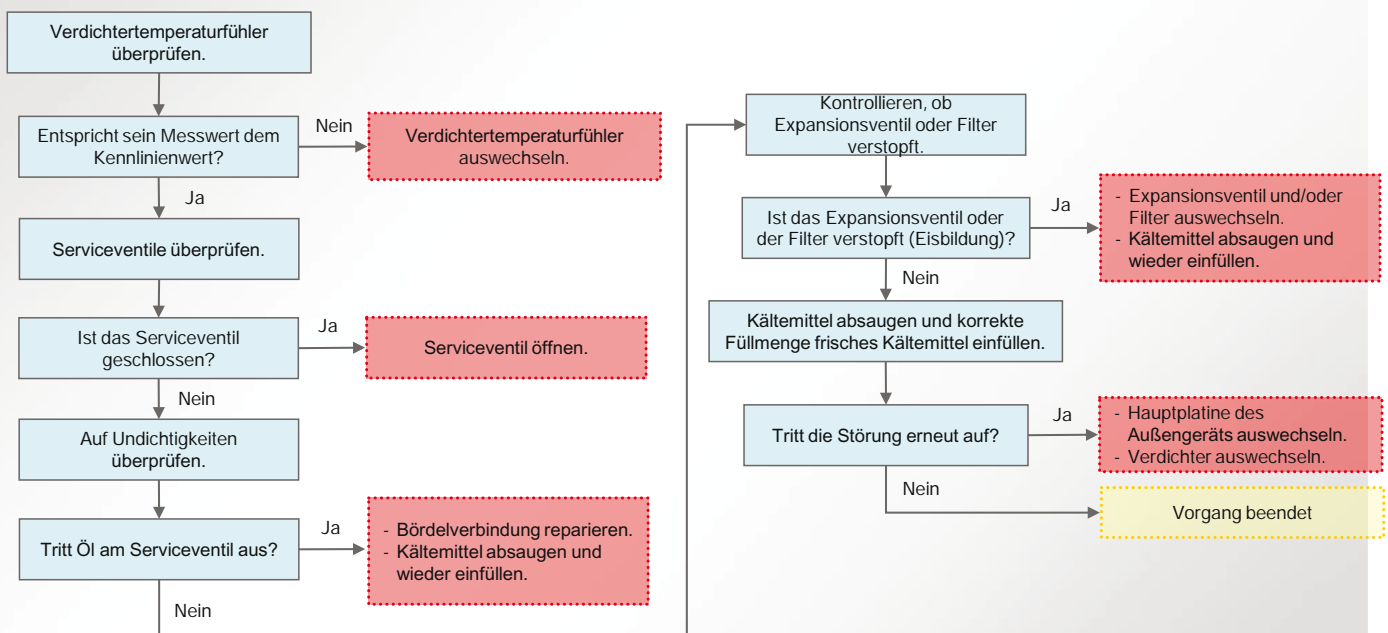 Verdichtertemperaturfühler
überprüfen.
Entspricht sein Messwert dem
Kennlinienwert?
Nein
Verdichtertemperaturfühler
auswechseln.
Ja
Serviceventile überprüfen.
Ist das Serviceventil
geschlossen?
Ja
Serviceventil öffnen.
Nein
Auf Undichtigkeiten
überprüfen.
Tritt Öl am Serviceventil aus?
Ja
- Bördelverbindung reparieren.
- Kältemittel absaugen und
wieder einfüllen.
Nein
Kontrollieren, ob
Expansionsventil oder Filter
verstopft.
Ist das Expansionsventil oder
der Filter verstopft (Eisbildung)?
Ja
- Expansionsventil und/oder
Filter auswechseln.
- Kältemittel absaugen und
wieder einfüllen.
Nein
Kältemittel absaugen und korrekte
Füllmenge frisches Kältemittel einfüllen.
Tritt die Störung erneut auf?
Ja
- Hauptplatine des
Außengeräts auswechseln.
- Verdichter auswechseln.
Nein
Vorgang beendet